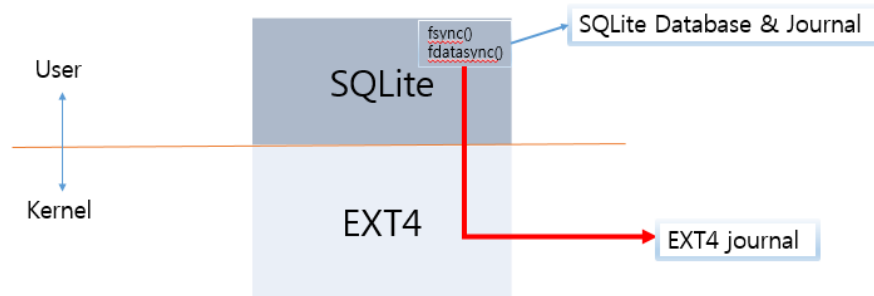 fsync()
fdatasync()
SQLite Database & Journal
User
SQLite
Kernel
EXT4
EXT4 journal